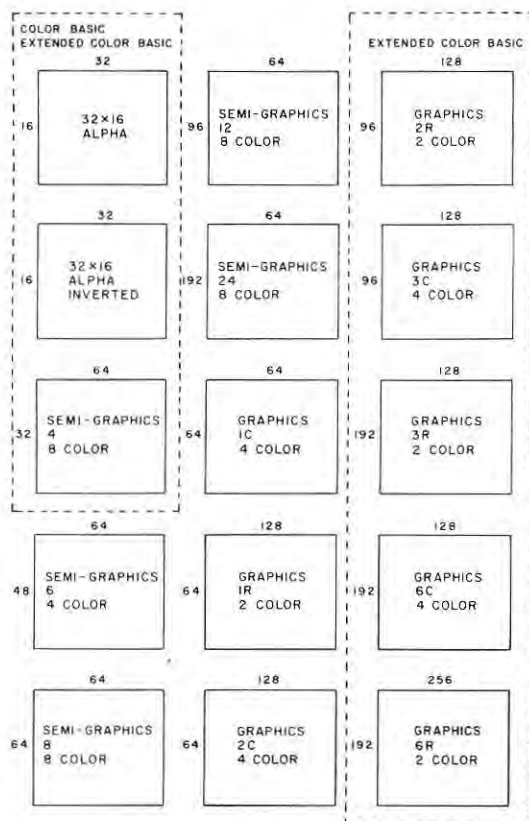 COLOR BASIC
EXTENDED COLOR BASIC
32
16
32×16
ALPHA
32
16
32×16
ALPHA
INVERTED
64
32
SEMI-GRAPHICS
4
8 COLOR
64
48
SEMI-GRAPHICS
6
4 COLOR
64
64
SEMI-GRAPHICS
8
8 COLOR
64
96
SEMI-GRAPHICS
12
8 COLOR
64
192
SEMI-GRAPHICS
24
8 COLOR
64
64
GRAPHICS
1C
4 COLOR
128
64
GRAPHICS
1R
2 COLOR
128
64
GRAPHICS
2C
4 COLOR
EXTENDED COLOR BASIC
128
96
GRAPHICS
2R
2 COLOR
128
96
GRAPHICS
3C
4 COLOR
128
192
GRAPHICS
3R
2 COLOR
128
192
GRAPHICS
6C
4 COLOR
256
192
GRAPHICS
6R
2 COLOR